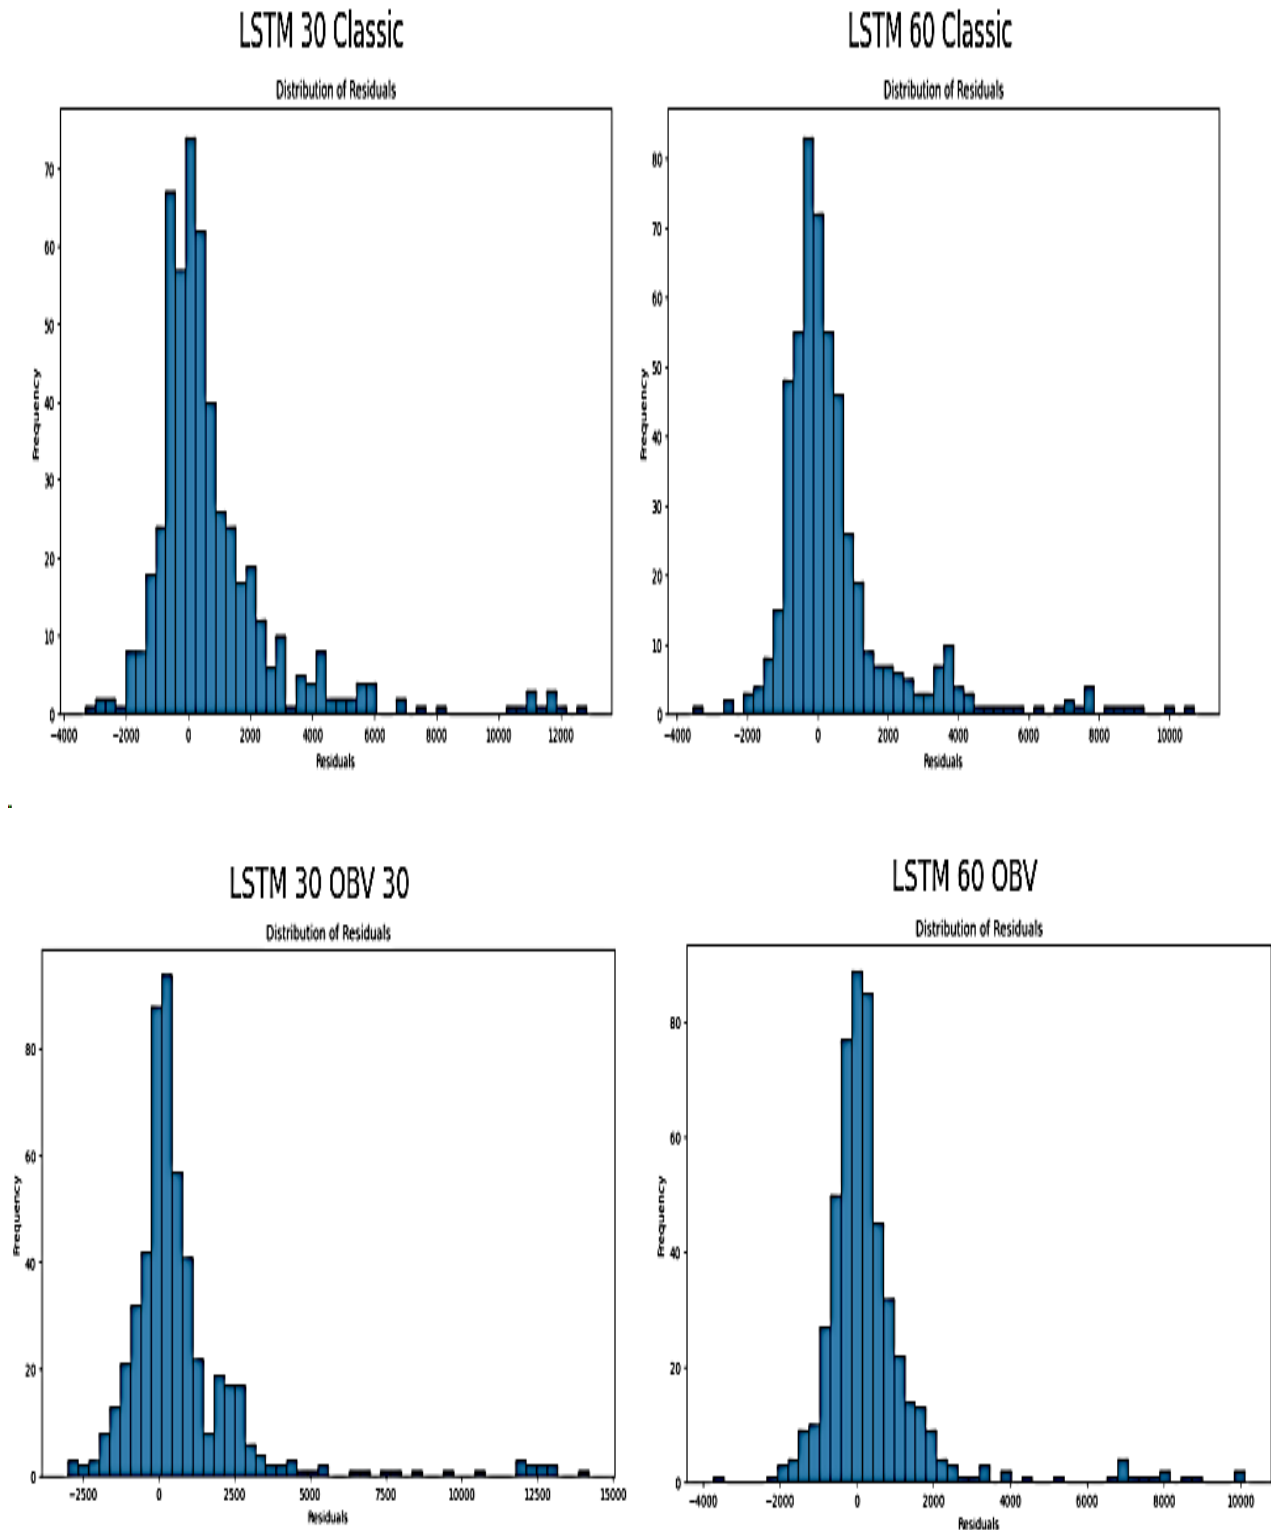 LSTM 30 Classic
Distribution of Residuals
70
60
50
40
30
20
10
0
Frequency
−4000 −2000 0 2000 4000 6000 8000 10000 12000
Residuals
LSTM 60 Classic
Distribution of Residuals
80
70
60
50
40
30
20
10
0
Frequency
−4000 −2000 0 2000 4000 6000 8000 10000
Residuals
LSTM 30 OBV 30
Distribution of Residuals
80
60
40
20
0
Frequency
−2500 0 2500 5000 7500 10000 12500 15000
Residuals
LSTM 60 OBV
Distribution of Residuals
80
60
40
20
0
Frequency
−4000 −2000 0 2000 4000 6000 8000 10000
Residuals